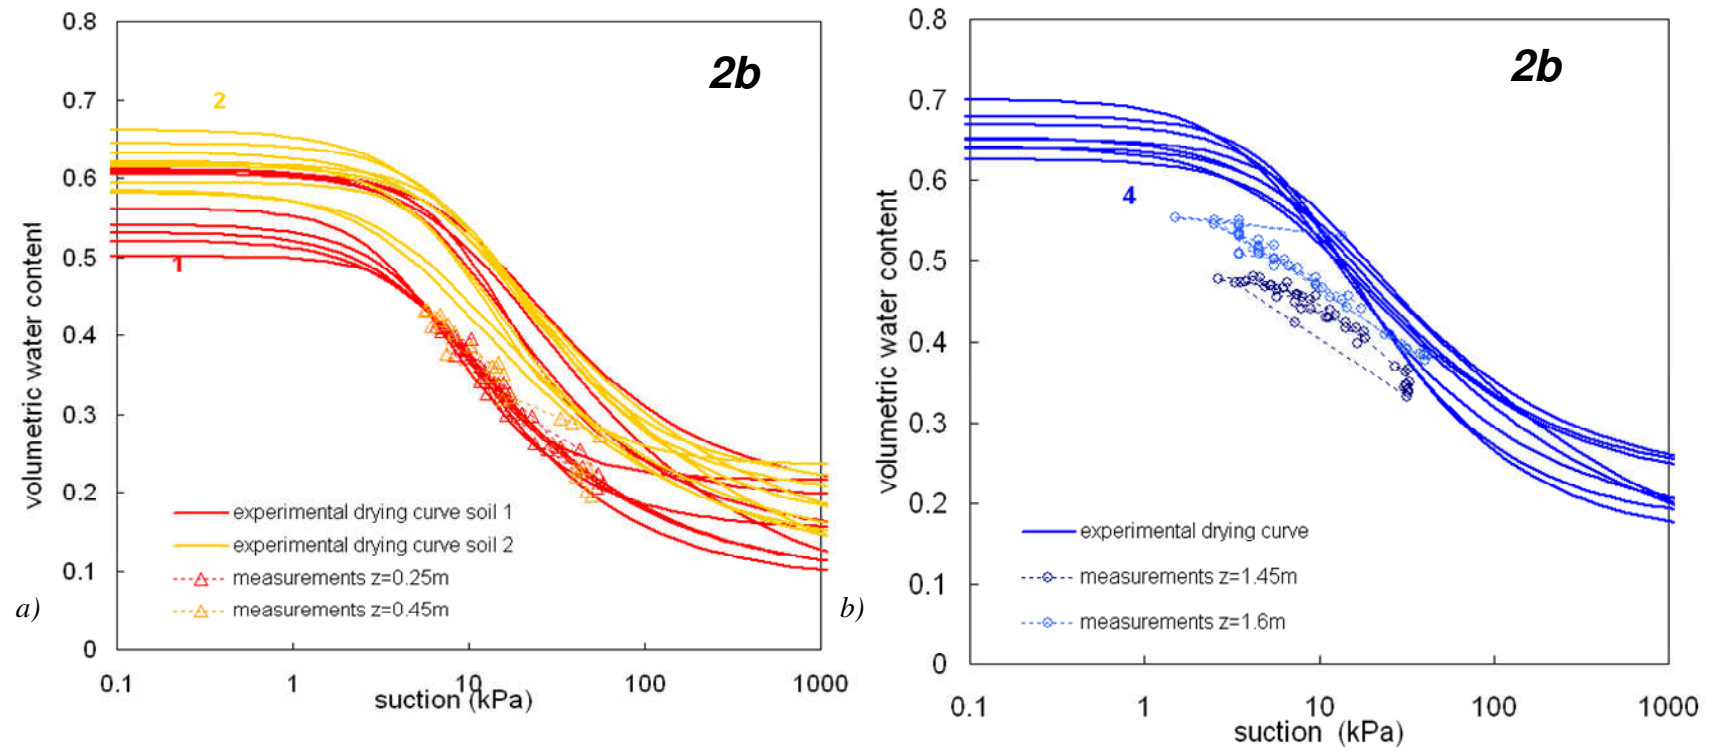 0.8
2b
0.7
2
0.6
0.5
1
0.4
0.3
0.2
0.1
0
volumetric water content
experimental drying curve soil 1
experimental drying curve soil 2
measurements z=0.25m
measurements z=0.45m
a)
0.1
1
10
100
1000
suction (kPa)
0.8
2b
0.7
0.6
4
0.5
0.4
0.3
0.2
0.1
0
volumetric water content
experimental drying curve
measurements z=1.45m
measurements z=1.6m
b)
0.1
1
10
100
1000
suction (kPa)